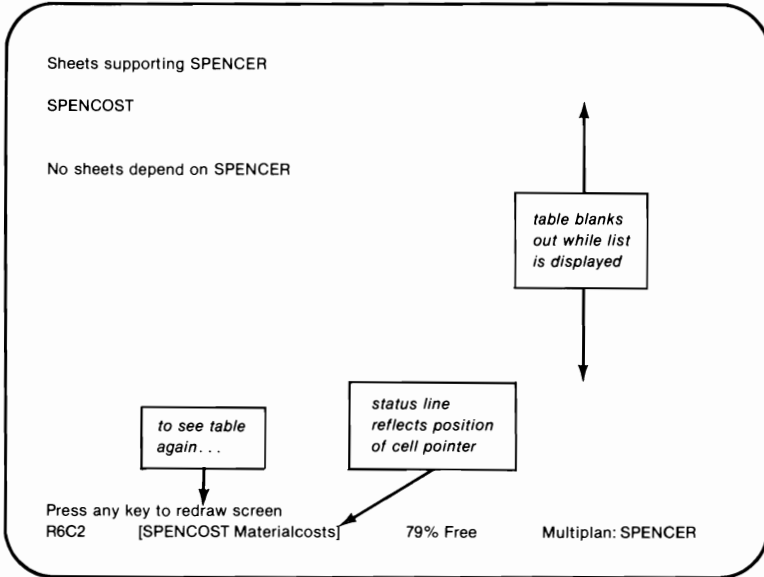 Sheets supporting SPENCER
SPENCOST
No sheets depend on SPENCER
table blanks
out while list
is displayed
to see table
again...
status line
reflects position
of cell pointer
Press any key to redraw screen
R6C2 [SPENCOST Materialcosts] 79% Free Multiplan: SPENCER